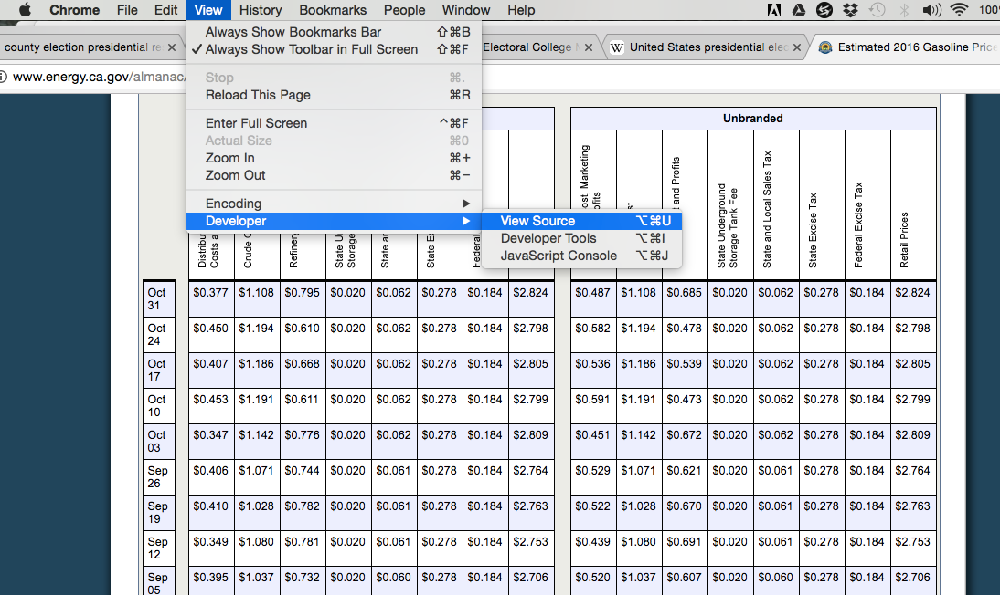 Chrome File Edit View History Bookmarks People Window Help 100
county election presidential re × Electoral College × W United States presidential elec × Estimated 2016 Gasoline Price
www.energy.ca.gov/almanac/
Always Show Bookmarks Bar ⇧⌘B
✓ Always Show Toolbar in Full Screen ⇧⌘F
Stop ⌘.
Reload This Page ⌘R
Enter Full Screen ^⌘F
Actual Size ⌘0
Zoom In ⌘+
Zoom Out ⌘−
Encoding ▶
Developer ▶
View Source ⌥⌘U
Developer Tools ⌥⌘I
JavaScript Console ⌥⌘J
Unbranded
Distribu
Costs a
Crude C
Refinery
State U
Storage
State ar
State Ex
Federal
ost, Marketing
ofits
st
and Profits
State Underground
Storage Tank Fee
State and Local Sales Tax
State Excise Tax
Federal Excise Tax
Retail Prices
Oct $0.377 $1.108 $0.795 $0.020 $0.062 $0.278 $0.184 $2.824 $0.487 $1.108 $0.685 $0.020 $0.062 $0.278 $0.184 $2.824
31
Oct $0.450 $1.194 $0.610 $0.020 $0.062 $0.278 $0.184 $2.798 $0.582 $1.194 $0.478 $0.020 $0.062 $0.278 $0.184 $2.798
24
Oct $0.407 $1.186 $0.668 $0.020 $0.062 $0.278 $0.184 $2.805 $0.536 $1.186 $0.539 $0.020 $0.062 $0.278 $0.184 $2.805
17
Oct $0.453 $1.191 $0.611 $0.020 $0.062 $0.278 $0.184 $2.799 $0.591 $1.191 $0.473 $0.020 $0.062 $0.278 $0.184 $2.799
10
Oct $0.347 $1.142 $0.776 $0.020 $0.062 $0.278 $0.184 $2.809 $0.451 $1.142 $0.672 $0.020 $0.062 $0.278 $0.184 $2.809
03
Sep $0.406 $1.071 $0.744 $0.020 $0.061 $0.278 $0.184 $2.764 $0.529 $1.071 $0.621 $0.020 $0.061 $0.278 $0.184 $2.764
26
Sep $0.410 $1.028 $0.782 $0.020 $0.061 $0.278 $0.184 $2.763 $0.522 $1.028 $0.670 $0.020 $0.061 $0.278 $0.184 $2.763
19
Sep $0.349 $1.080 $0.781 $0.020 $0.061 $0.278 $0.184 $2.753 $0.439 $1.080 $0.691 $0.020 $0.061 $0.278 $0.184 $2.753
12
Sep $0.395 $1.037 $0.732 $0.020 $0.060 $0.278 $0.184 $2.706 $0.520 $1.037 $0.607 $0.020 $0.060 $0.278 $0.184 $2.706
05